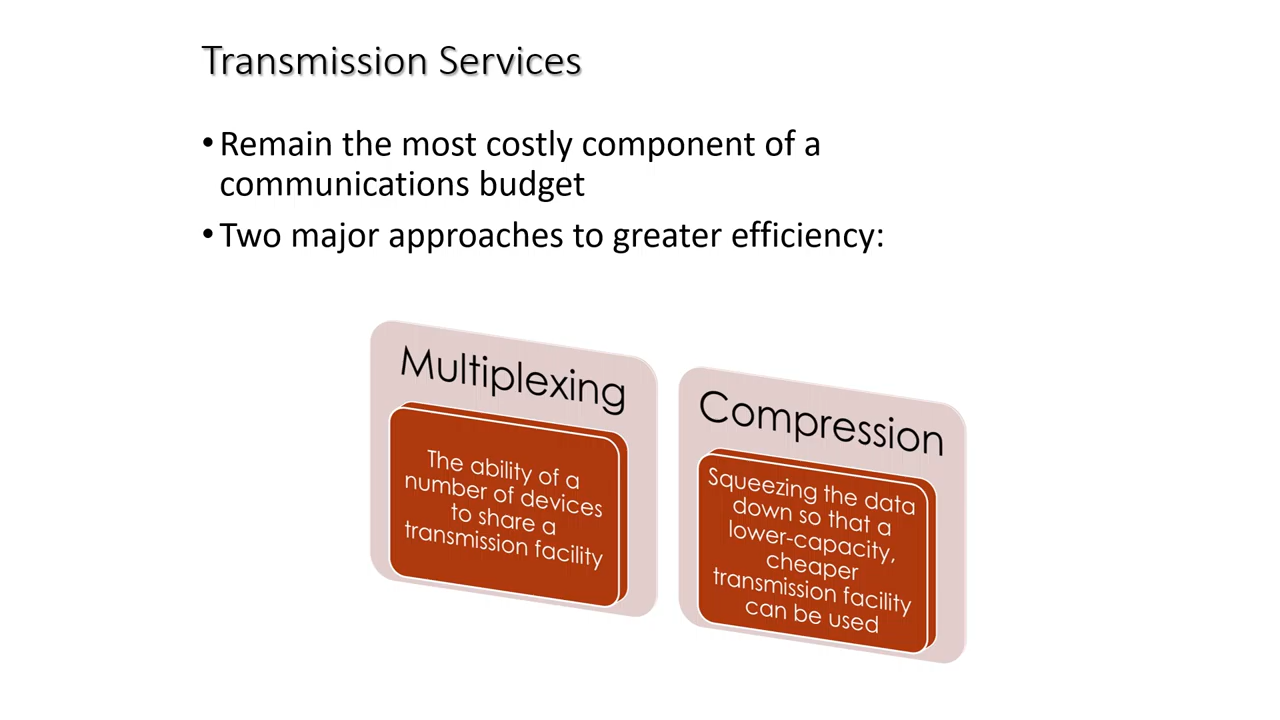 Transmission Services
•Remain the most costly component of a
communications budget
•Two major approaches to greater efficiency:
Multiplexing
The ability of a
number of devices
to share a
transmission facility
Compression
Squeezing the data
down so that a
lower-capacity,
cheaper
transmission facility
can be used